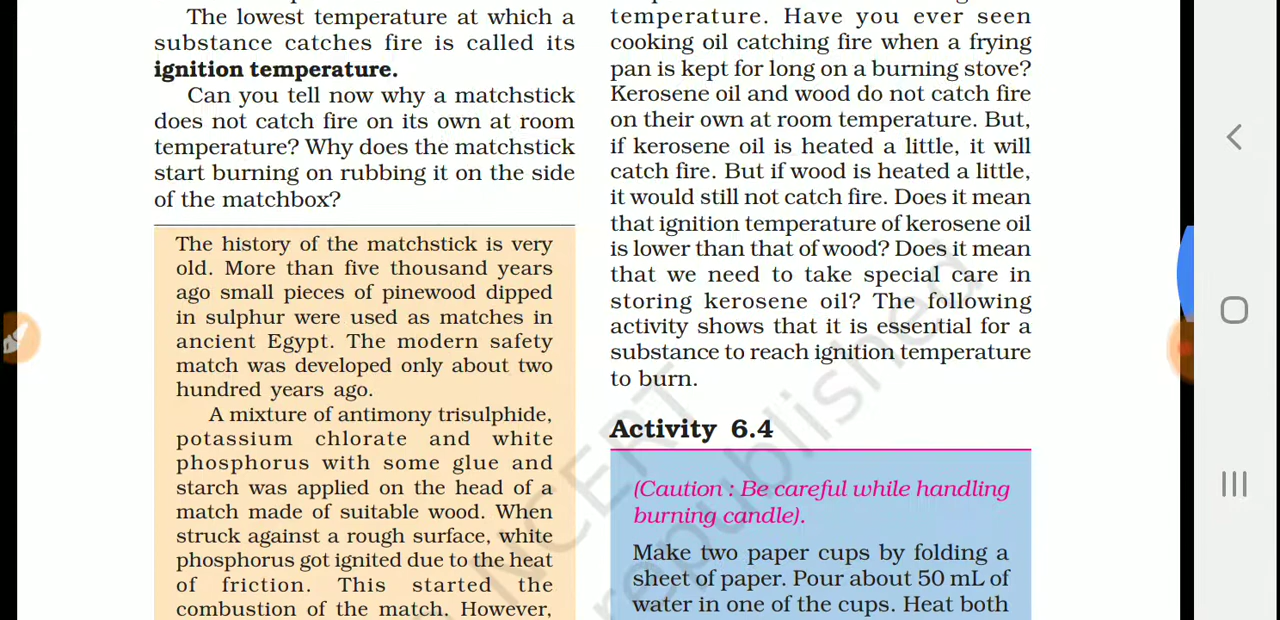 The lowest temperature at which a
substance catches fire is called its
ignition temperature.
Can you tell now why a matchstick
does not catch fire on its own at room
temperature? Why does the matchstick
start burning on rubbing it on the side
of the matchbox?
The history of the matchstick is very
old. More than five thousand years
ago small pieces of pinewood dipped
in sulphur were used as matches in
ancient Egypt. The modern safety
match was developed only about two
hundred years ago.
A mixture of antimony trisulphide,
potassium chlorate and white
phosphorus with some glue and
starch was applied on the head of a
match made of suitable wood. When
struck against a rough surface, white
phosphorus got ignited due to the heat
of friction. This started the
combustion of the match. However,
temperature. Have you ever seen
cooking oil catching fire when a frying
pan is kept for long on a burning stove?
Kerosene oil and wood do not catch fire
on their own at room temperature. But,
if kerosene oil is heated a little, it will
catch fire. But if wood is heated a little,
it would still not catch fire. Does it mean
that ignition temperature of kerosene oil
is lower than that of wood? Does it mean
that we need to take special care in
storing kerosene oil? The following
activity shows that it is essential for a
substance to reach ignition temperature
to burn.
Activity 6.4
(Caution : Be careful while handling
burning candle).
Make two paper cups by folding a
sheet of paper. Pour about 50 mL of
water in one of the cups. Heat both
NCERT
republished